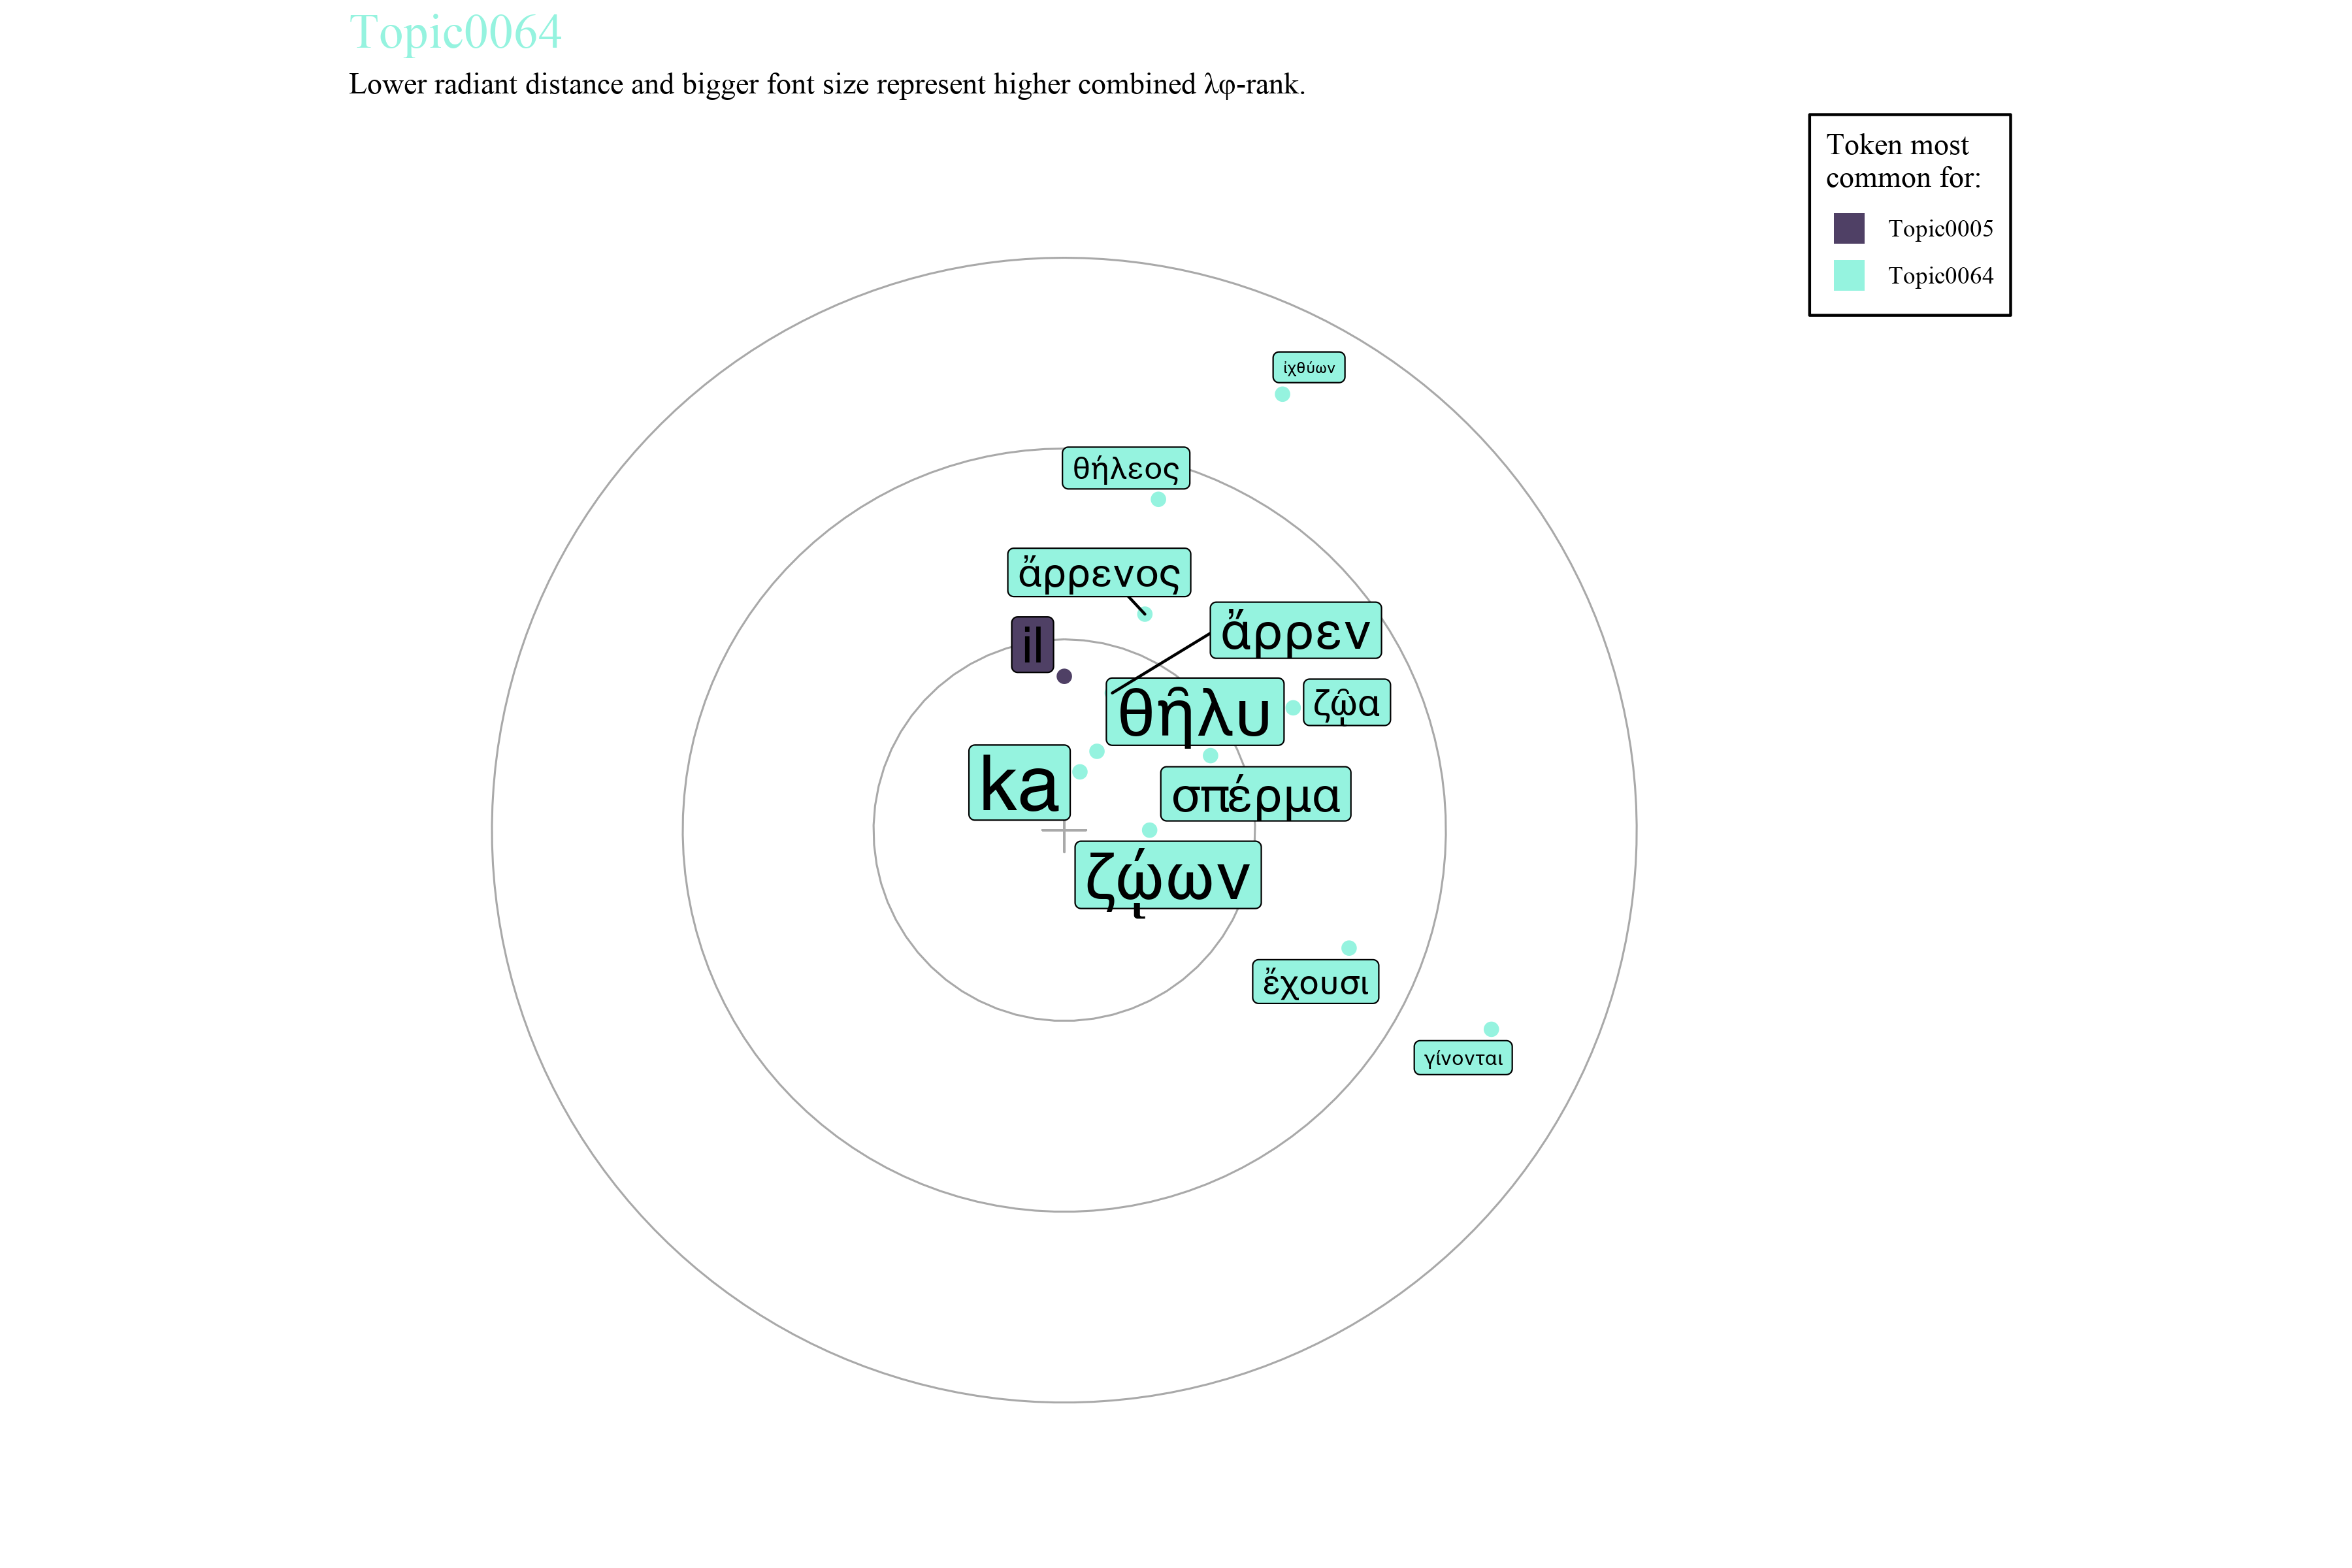 Topic0064
Lower radiant distance and bigger font size represent higher combined λφ-rank.
Token most
common for:
Topic0005
Topic0064
ἰχθύων
θήλεος
ἄρρενος
ἄρρεν
il
θῆλυ
ζῷα
ka
σπέρμα
ζῴων
ἔχουσι
γίνονται